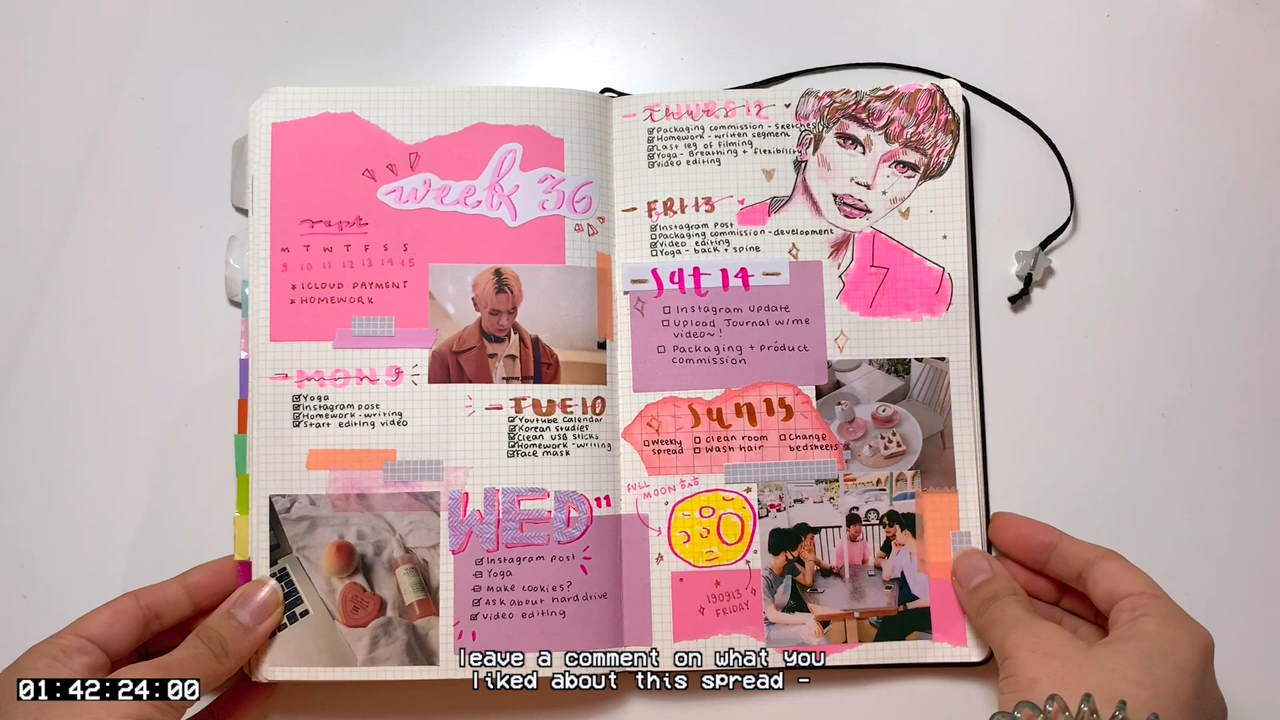 week 36
sept
M T W T F S S
9 10 11 12 13 14 15
* ICLOUD PAYMENT
* HOMEWORK
- MON 9
Yoga
Instagram post
Homework - writing
Start editing video
- TUE 10
Youtube calendar
Korean studies
Clean USB sticks
Homework - writing
Face mask
WED 11
Instagram post
Yoga
Make cookies?
Ask about hard drive
Video editing
- THURS 12
Packaging commission - sketches
Homework - written segment
Last leg of filming
Yoga - Breathing + flexibility
Video editing
- FRI 13
Instagram post
Packaging commission - development
Video editing
Yoga - back + spine
- Sat 14 -
Instagram update
Upload Journal w/me
video~!
Packaging + product
commission
Sun 15
Weekly
spread
Clean room
Wash hair
Change
bedsheets
FULL
MOON
190913
FRIDAY
leave a comment on what you
liked about this spread -
01:42:24:00